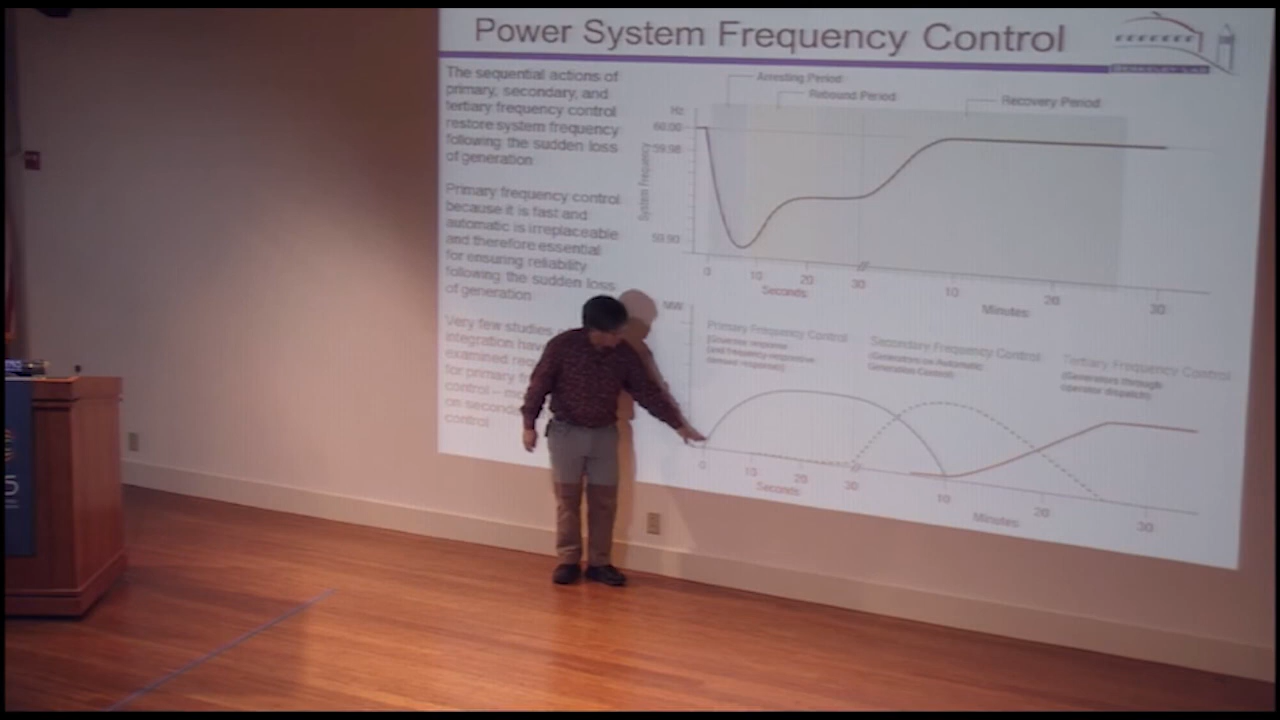 Power System Frequency Control
The sequential actions of
primary, secondary, and
tertiary frequency control
restore system frequency
following the sudden loss
of generation
Primary frequency control
because it is fast and
automatic is irreplaceable
and therefore essential
for ensuring reliability
following the sudden loss
of generation
Very few studies
integration have
examined
for primary
control –
on second
control
Arresting Period
Rebound Period
Recovery Period
Hz
60.00
59.98
59.90
System Frequency
0
10
20
30
10
20
30
Seconds
Minutes
MW
Primary Frequency Control
(Governor response
(and frequency-responsive
demand response))
Secondary Frequency Control
(Generators on Automatic
Generation Control)
Tertiary Frequency Control
(Generators through
operator dispatch)
0
10
20
30
10
20
30
Seconds
Minutes